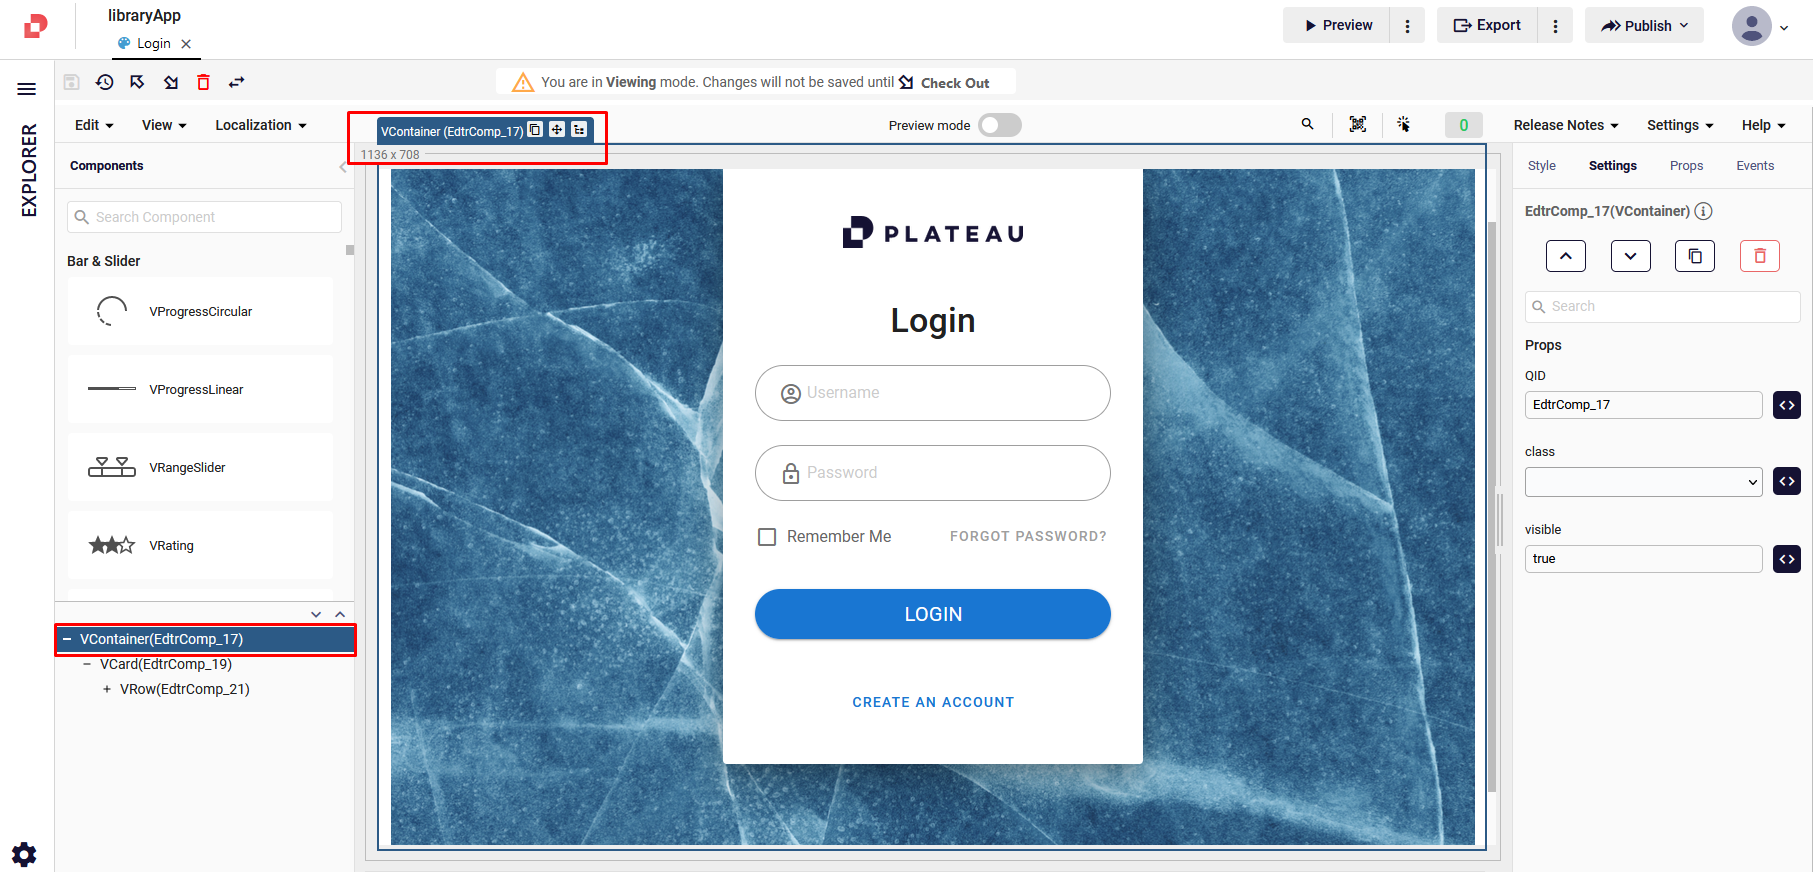 libraryApp
Login
Preview
Export
Publish
You are in Viewing mode. Changes will not be saved until Check Out
EXPLORER
Edit
View
Localization
VContainer (EdtrComp_17)
Preview mode
0
Release Notes
Settings
Help
1136 x 708
Components
Search Component
Bar & Slider
VProgressCircular
VProgressLinear
VRangeSlider
VRating
VContainer(EdtrComp_17)
VCard(EdtrComp_19)
VRow(EdtrComp_21)
PLATEAU
Login
Username
Password
Remember Me
FORGOT PASSWORD?
LOGIN
CREATE AN ACCOUNT
Style
Settings
Props
Events
EdtrComp_17(VContainer)
Search
Props
QID
EdtrComp_17
class
visible
true